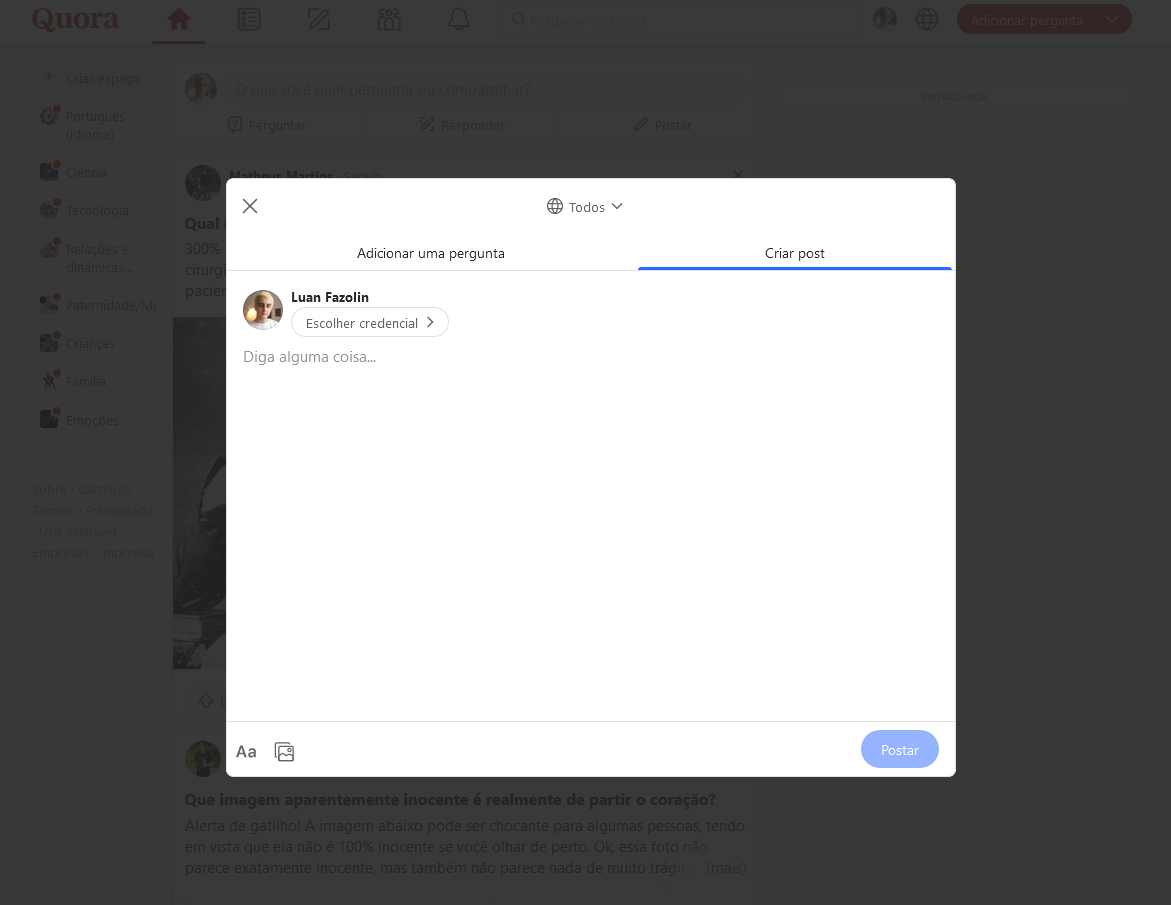 Quora
Pesquisar no Quora
Adicionar pergunta
+ Criar espaço
Português
(idioma)
Ciência
Tecnologia
Relações e
dinâmicas...
Paternidade/Ma
Crianças
Família
Emoções
Sobre · Carreiras ·
Termos · Privacidade
· Uso aceitável ·
Empresas · Imprensa
O que você quer perguntar ou compartilhar?
Perguntar
Responder
Postar
Matheus Martins · Seguir
Qual
300%
cirurgi
pacien
PROPAGANDA
Todos
Adicionar uma pergunta
Criar post
Luan Fazolin
Escolher credencial
Diga alguma coisa...
Aa
Postar
Que imagem aparentemente inocente é realmente de partir o coração?
Alerta de gatilho! A imagem abaixo pode ser chocante para algumas pessoas, tendo
em vista que ela não é 100% inocente se você olhar de perto. Ok, essa foto não
parece exatamente inocente, mas também não parece nada de muito trágic (mais)